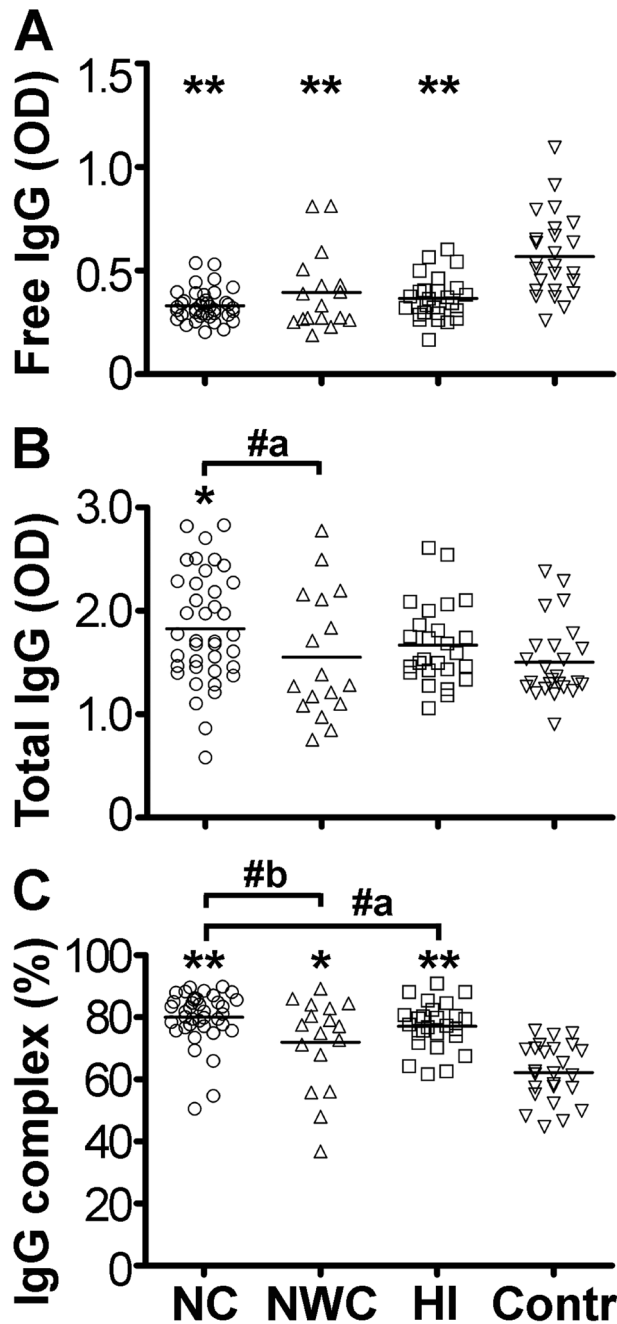 A
Free IgG (OD)
1.5
1.0
0.5
0
** ** **
B
Total IgG (OD)
#a
*
3.0
2.0
1.0
0
C
IgG complex (%)
#b
#a
** * **
100
80
60
40
20
0
NC NWC HI Contr